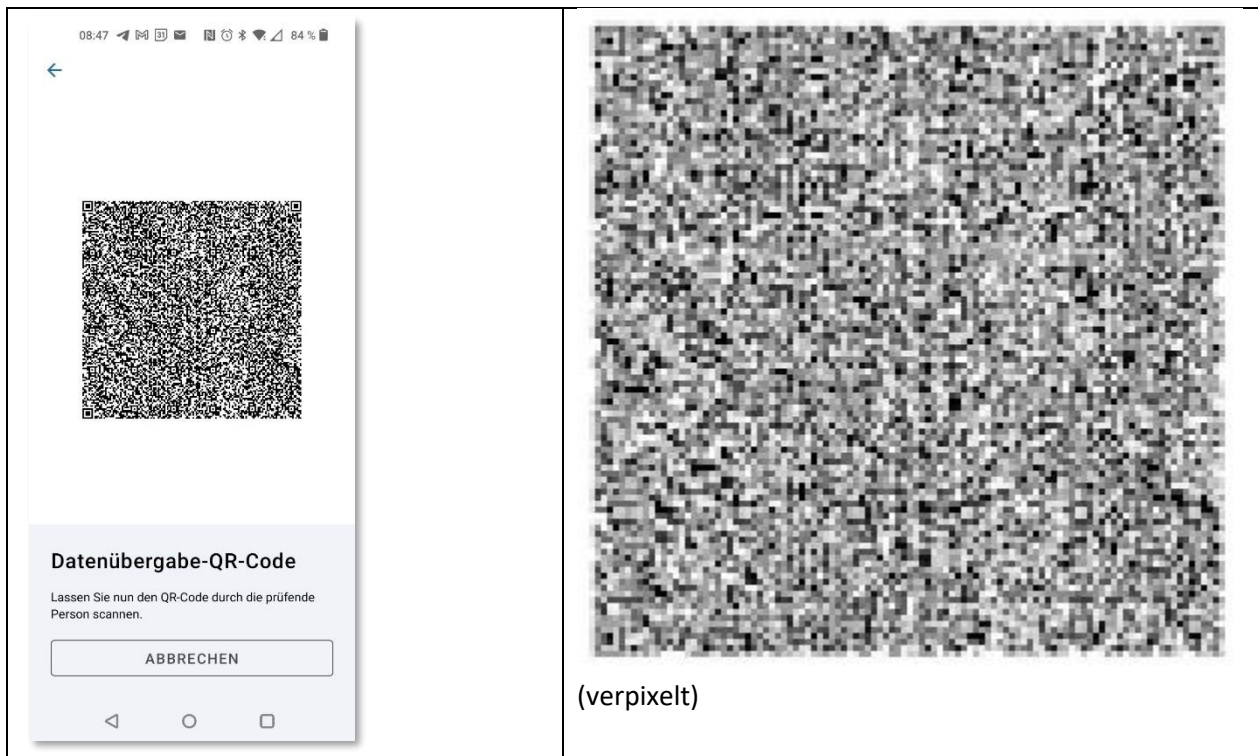 08:47
31
84 %
Datenübergabe-QR-Code
Lassen Sie nun den QR-Code durch die prüfende
Person scannen.
ABBRECHEN
(verpixelt)